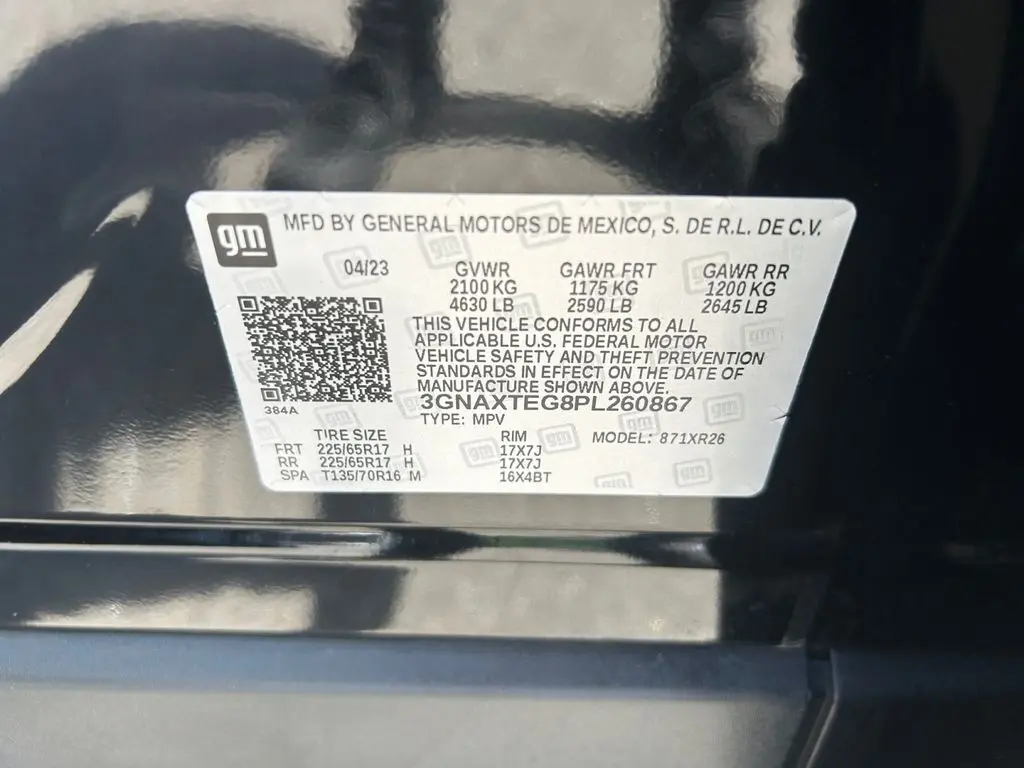 gm
MFD BY GENERAL MOTORS DE MEXICO, S. DE R.L. DE C.V.
04/23 GVWR GAWR FRT GAWR RR
2100 KG 1175 KG 1200 KG
4630 LB 2590 LB 2645 LB
THIS VEHICLE CONFORMS TO ALL
APPLICABLE U.S. FEDERAL MOTOR
VEHICLE SAFETY AND THEFT PREVENTION
STANDARDS IN EFFECT ON THE DATE OF
MANUFACTURE SHOWN ABOVE.
3GNAXTEG8PL260867
384A
TYPE: MPV
TIRE SIZE RIM MODEL: 871XR26
FRT 225/65R17 H 17X7J
RR 225/65R17 H 17X7J
SPA T135/70R16 M 16X4BT